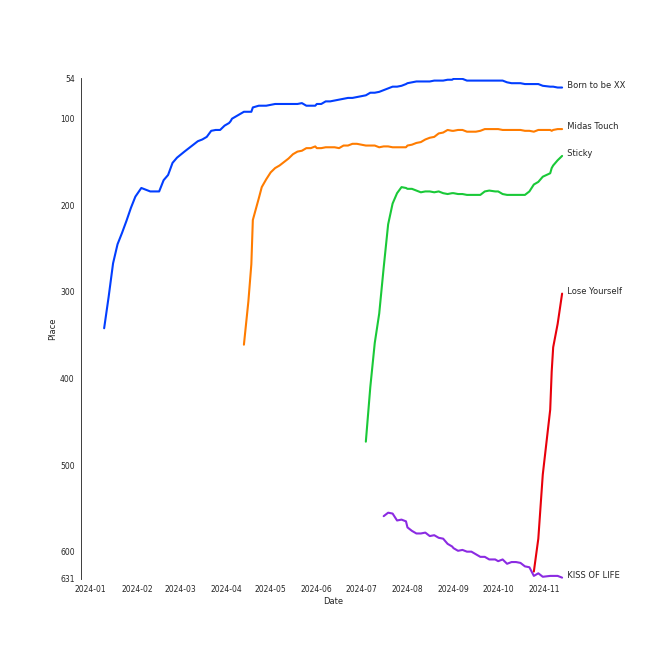 54
100
200
300
400
500
600
631
Place
2024-01
2024-02
2024-03
2024-04
2024-05
2024-06
2024-07
2024-08
2024-09
2024-10
2024-11
Date
Born to be XX
Midas Touch
Sticky
Lose Yourself
KISS OF LIFE